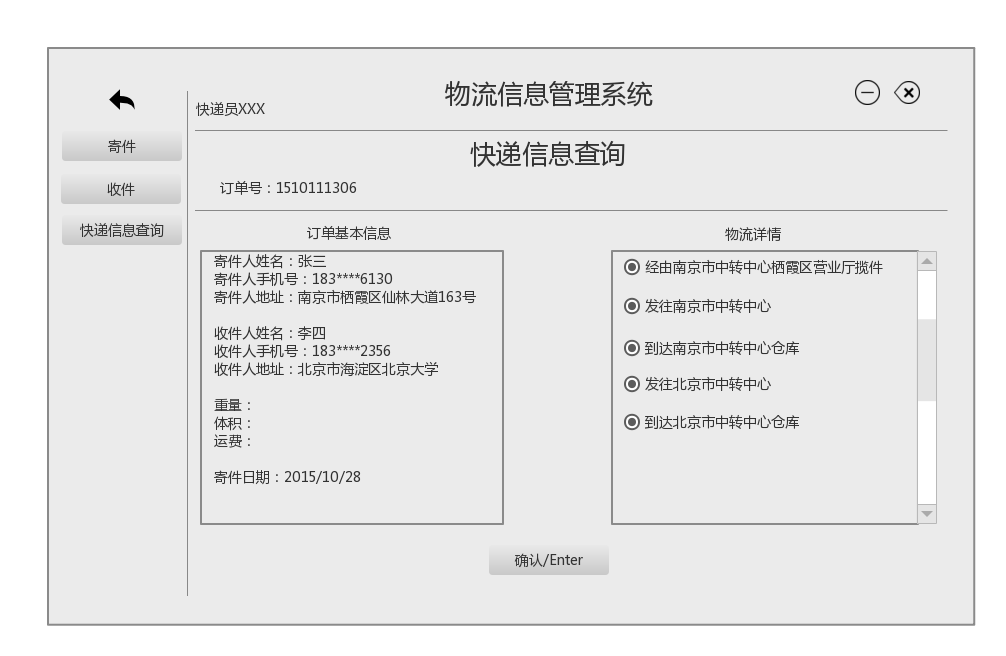 物流信息管理系统
快递员XXX
寄件
收件
快递信息查询
快递信息查询
订单号：1510111306
订单基本信息
寄件人姓名：张三
寄件人手机号：183****6130
寄件人地址：南京市栖霞区仙林大道163号
收件人姓名：李四
收件人手机号：183****2356
收件人地址：北京市海淀区北京大学
重量：
体积：
运费：
寄件日期：2015/10/28
物流详情
经由南京市中转中心栖霞区营业厅揽件
发往南京市中转中心
到达南京市中转中心仓库
发往北京市中转中心
到达北京市中转中心仓库
确认/Enter